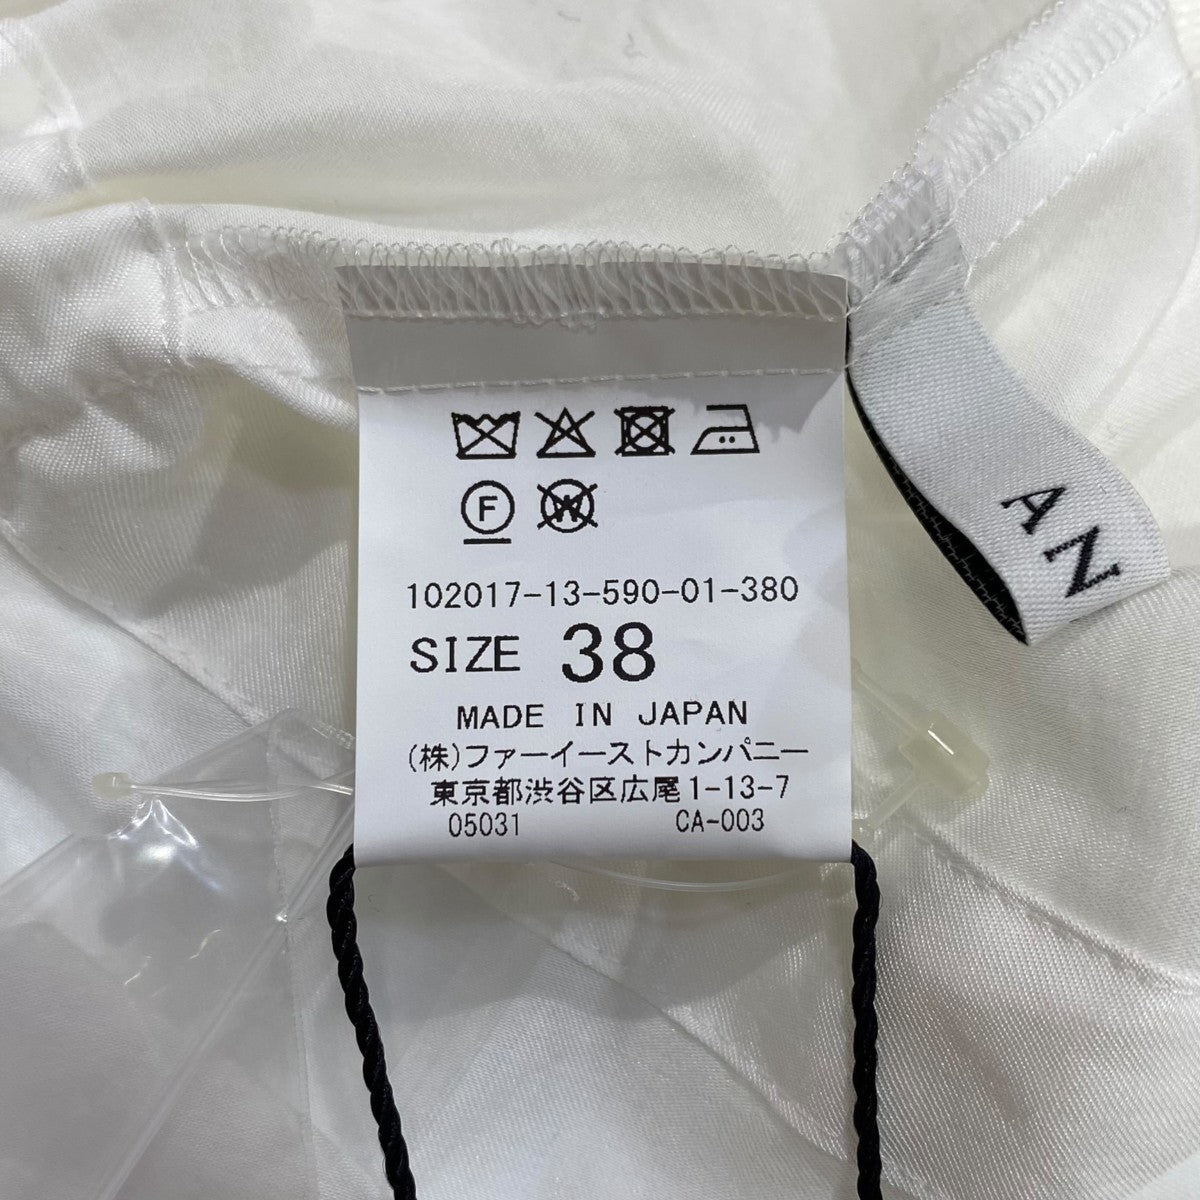 F W
102017-13-590-01-380
SIZE 38
MADE IN JAPAN
(株)ファーイーストカンパニー
東京都渋谷区広尾1-13-7
05031 CA-003
AN